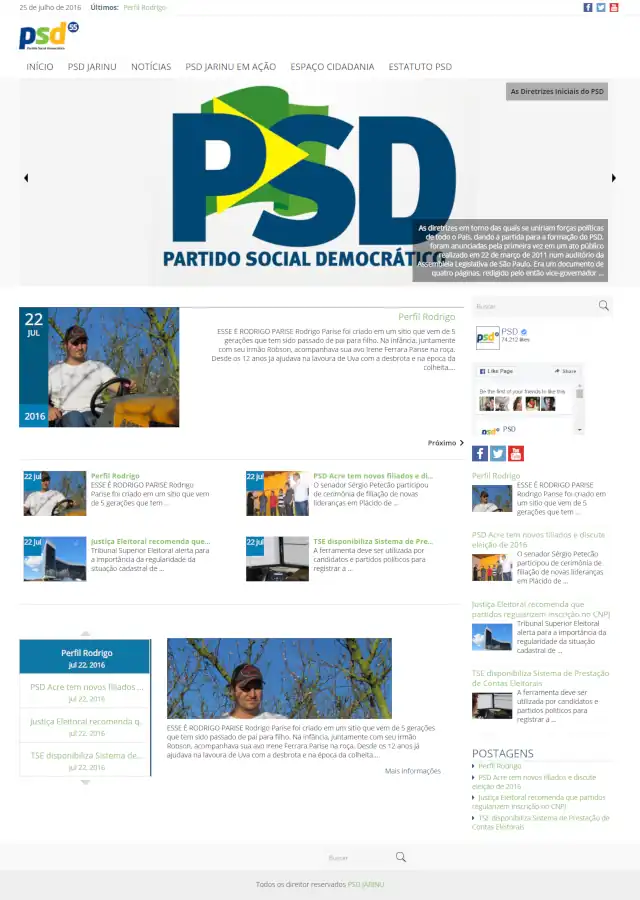 25 de julho de 2016 Últimos: Perfil Rodrigo
psd 55
Partido Social Democrático
INÍCIO PSD JARINU NOTÍCIAS PSD JARINU EM AÇÃO ESPAÇO CIDADANIA ESTATUTO PSD
As Diretrizes Iniciais do PSD
PSD
PARTIDO SOCIAL DEMOCRÁTICO
As diretrizes em torno das quais se uniriam forças políticas
de todo o País, dando a partida para a formação do PSD,
foram anunciadas pela primeira vez em um ato público
realizado em 22 de março de 2011 num auditório da
Assembleia Legislativa de São Paulo. Era um documento de
quatro páginas, redigido pelo então vice-governador ...
22
JUL
2016
Perfil Rodrigo
ESSE É RODRIGO PARISE Rodrigo Parise foi criado em um sítio que vem de 5
gerações que tem sido passado de pai para filho. Na infância, juntamente
com seu irmão Robson, acompanhava sua avo Irene Ferrara Parise na roça.
Desde os 12 anos já ajudava na lavoura de Uva com a desbrota e na época da
colheita....
Próximo
22 Jul
Perfil Rodrigo
ESSE É RODRIGO PARISE Rodrigo
Parise foi criado em um sítio que vem
de 5 gerações que tem ...
22 Jul
PSD Acre tem novos filiados e di...
O senador Sérgio Petecão participou
de cerimônia de filiação de novas
lideranças em Plácido de ...
22 Jul
Justiça Eleitoral recomenda que...
Tribunal Superior Eleitoral alerta para
a importância da regularidade da
situação cadastral de ...
22 Jul
TSE disponibiliza Sistema de Pre...
A ferramenta deve ser utilizada por
candidatos e partidos políticos para
registrar a ...
Perfil Rodrigo
jul 22, 2016
PSD Acre tem novos filiados ...
jul 22, 2016
Justiça Eleitoral recomenda q..
jul 22, 2016
TSE disponibiliza Sistema de...
jul 22, 2016
ESSE É RODRIGO PARISE Rodrigo Parise foi criado em um sítio que vem de 5 gerações
que tem sido passado de pai para filho. Na infância, juntamente com seu irmão
Robson, acompanhava sua avo Irene Ferrara Parise na roça. Desde os 12 anos já
ajudava na lavoura de Uva com a desbrota e na época da colheita....
Mais informações
Buscar
psd
PSD
74,212 likes
Like Page Share
Be the first of your friends to like this
psd PSD
Perfil Rodrigo
ESSE É RODRIGO PARISE
Rodrigo Parise foi criado em
um sítio que vem de 5
gerações que tem ...
PSD Acre tem novos filiados e discute
eleição de 2016
O senador Sérgio Petecão
participou de cerimônia de
filiação de novas lideranças
em Plácido de ...
Justiça Eleitoral recomenda que
partidos regularizem inscrição no CNPJ
Tribunal Superior Eleitoral
alerta para a importância da
regularidade da situação
cadastral de ...
TSE disponibiliza Sistema de Prestação
de Contas Eleitorais
A ferramenta deve ser
utilizada por candidatos e
partidos políticos para
registrar a ...
POSTAGENS
Perfil Rodrigo
PSD Acre tem novos filiados e discute
eleição de 2016
Justiça Eleitoral recomenda que partidos
regularizem inscrição no CNPJ
TSE disponibiliza Sistema de Prestação de
Contas Eleitorais
Buscar
Todos os direitor reservados PSD JARINU